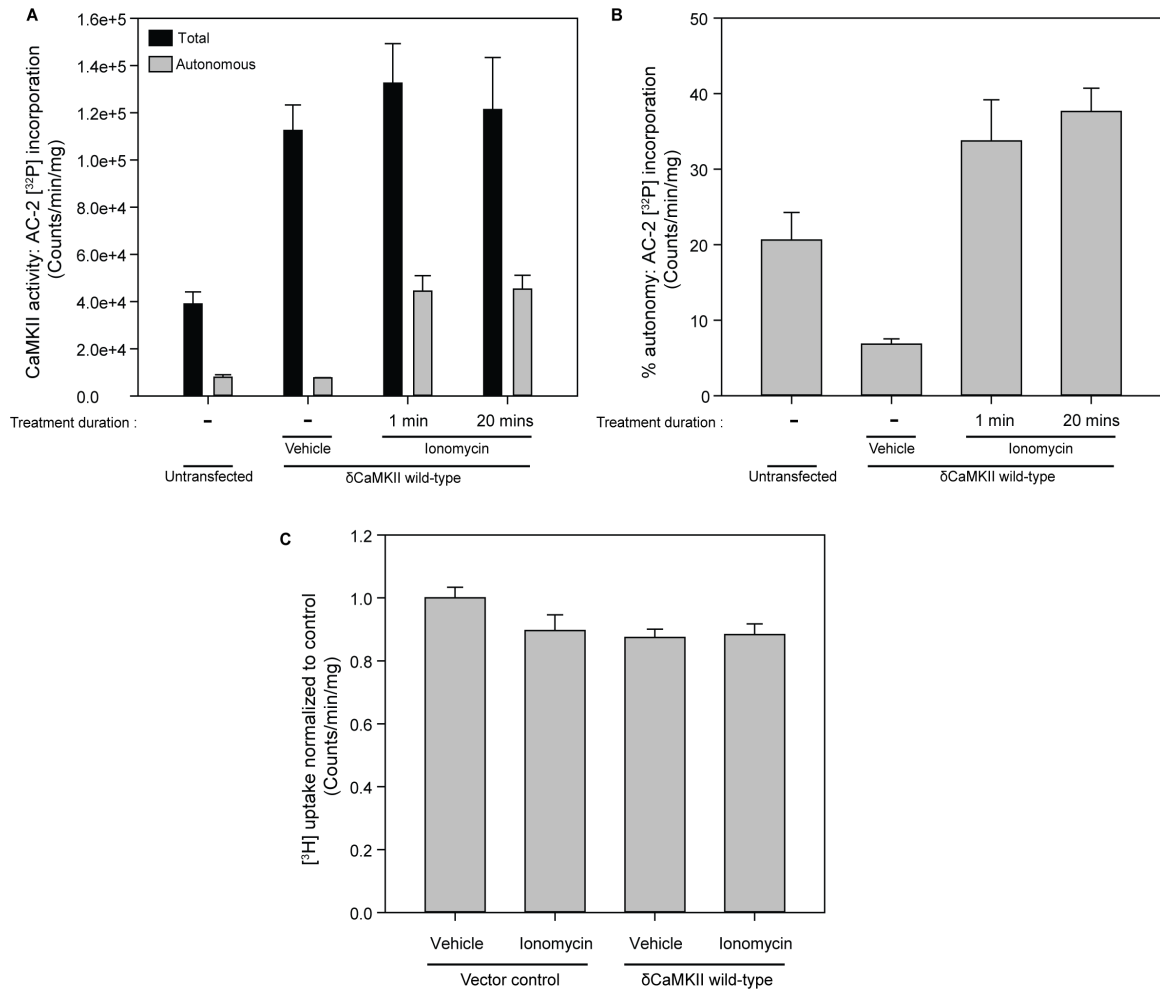 A
CaMKII activity: AC-2 [³²P] incorporation
(Counts/min/mg)
1.6e+5
1.4e+5
1.2e+5
1.0e+5
8.0e+4
6.0e+4
4.0e+4
2.0e+4
0.0
Total
Autonomous
Treatment duration :
-
-
1 min
20 mins
Vehicle
Ionomycin
Untransfected
δCaMKII wild-type
B
% autonomy: AC-2 [³²P] incorporation
(Counts/min/mg)
50
40
30
20
10
0
Treatment duration :
-
-
1 min
20 mins
Vehicle
Ionomycin
Untransfected
δCaMKII wild-type
C
[³H] uptake normalized to control
(Counts/min/mg)
1.2
1.0
0.8
0.6
0.4
0.2
0.0
Vehicle
Ionomycin
Vehicle
Ionomycin
Vector control
δCaMKII wild-type